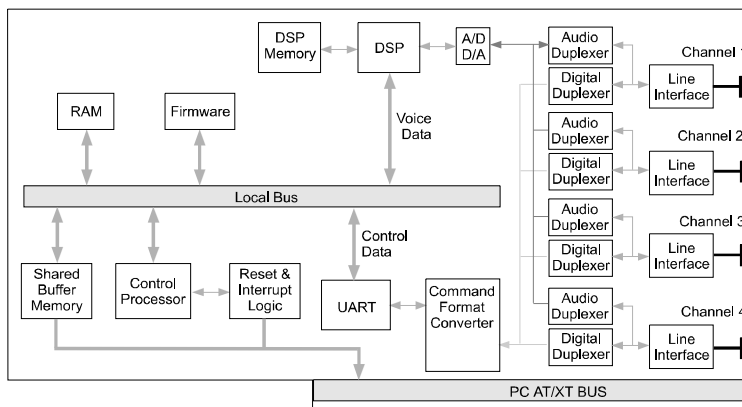 DSP
Memory
DSP
A/D
D/A
Audio
Duplexer
Channel 1
Digital
Duplexer
Line
Interface
RAM
Firmware
Voice
Data
Audio
Duplexer
Channel 2
Digital
Duplexer
Line
Interface
Local Bus
Audio
Duplexer
Channel 3
Digital
Duplexer
Line
Interface
Control
Data
Shared
Buffer
Memory
Control
Processor
Reset &
Interrupt
Logic
UART
Command
Format
Converter
Audio
Duplexer
Channel 4
Digital
Duplexer
Line
Interface
PC AT/XT BUS